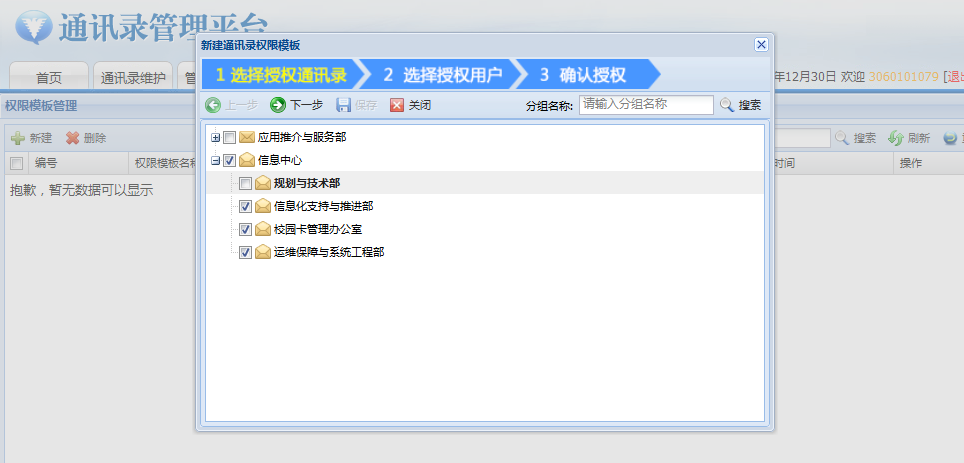 通讯录管理平台
首页 通讯录维护 管
年12月30日 欢迎 3060101079 [退出
权限模板管理
新建 删除
搜索 刷新
编号 权限模板名称 时间 操作
抱歉，暂无数据可以显示
新建通讯录权限模板
1 选择授权通讯录 2 选择授权用户 3 确认授权
上一步 下一步 保存 关闭 分组名称: 请输入分组名称 搜索
应用推介与服务部
信息中心
规划与技术部
信息化支持与推进部
校园卡管理办公室
运维保障与系统工程部